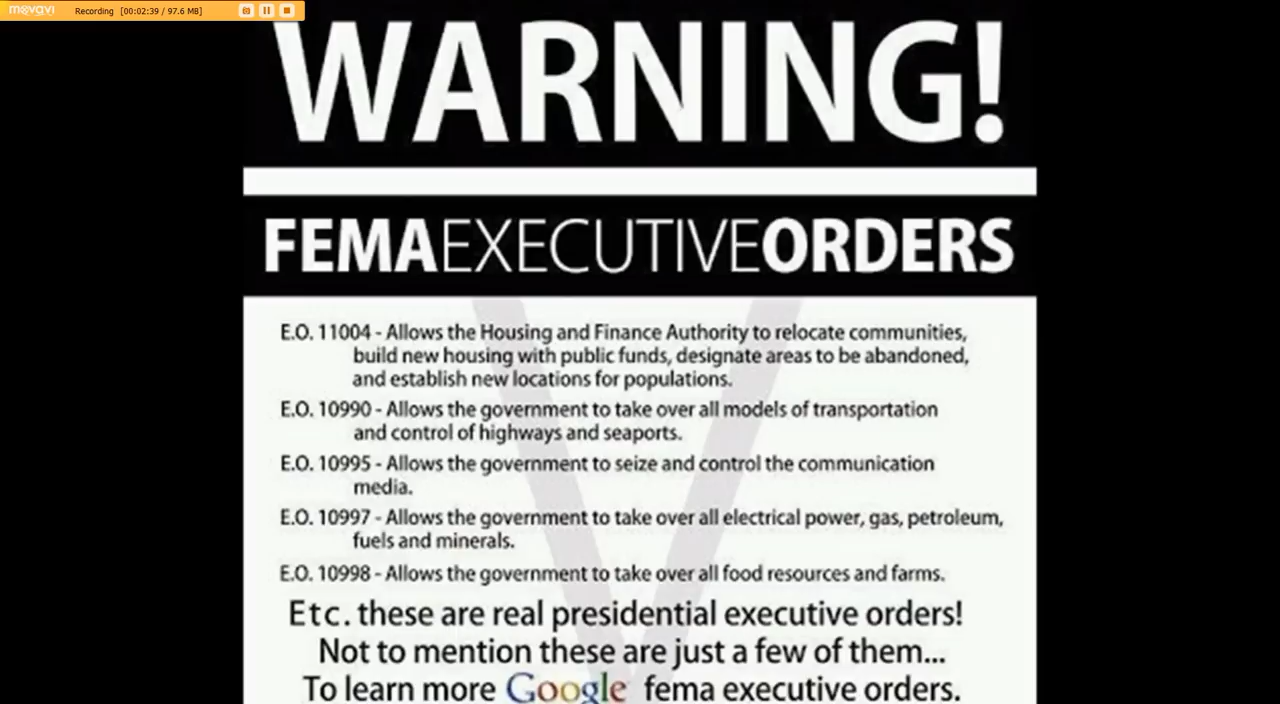 movavi
Recording [00:02:39 / 97.6 MB]
WARNING!
FEMAEXECUTIVEORDERS
E.O. 11004 - Allows the Housing and Finance Authority to relocate communities,
build new housing with public funds, designate areas to be abandoned,
and establish new locations for populations.
E.O. 10990 - Allows the government to take over all models of transportation
and control of highways and seaports.
E.O. 10995 - Allows the government to seize and control the communication
media.
E.O. 10997 - Allows the government to take over all electrical power, gas, petroleum,
fuels and minerals.
E.O. 10998 - Allows the government to take over all food resources and farms.
Etc. these are real presidential executive orders!
Not to mention these are just a few of them...
To learn more Google fema executive orders.